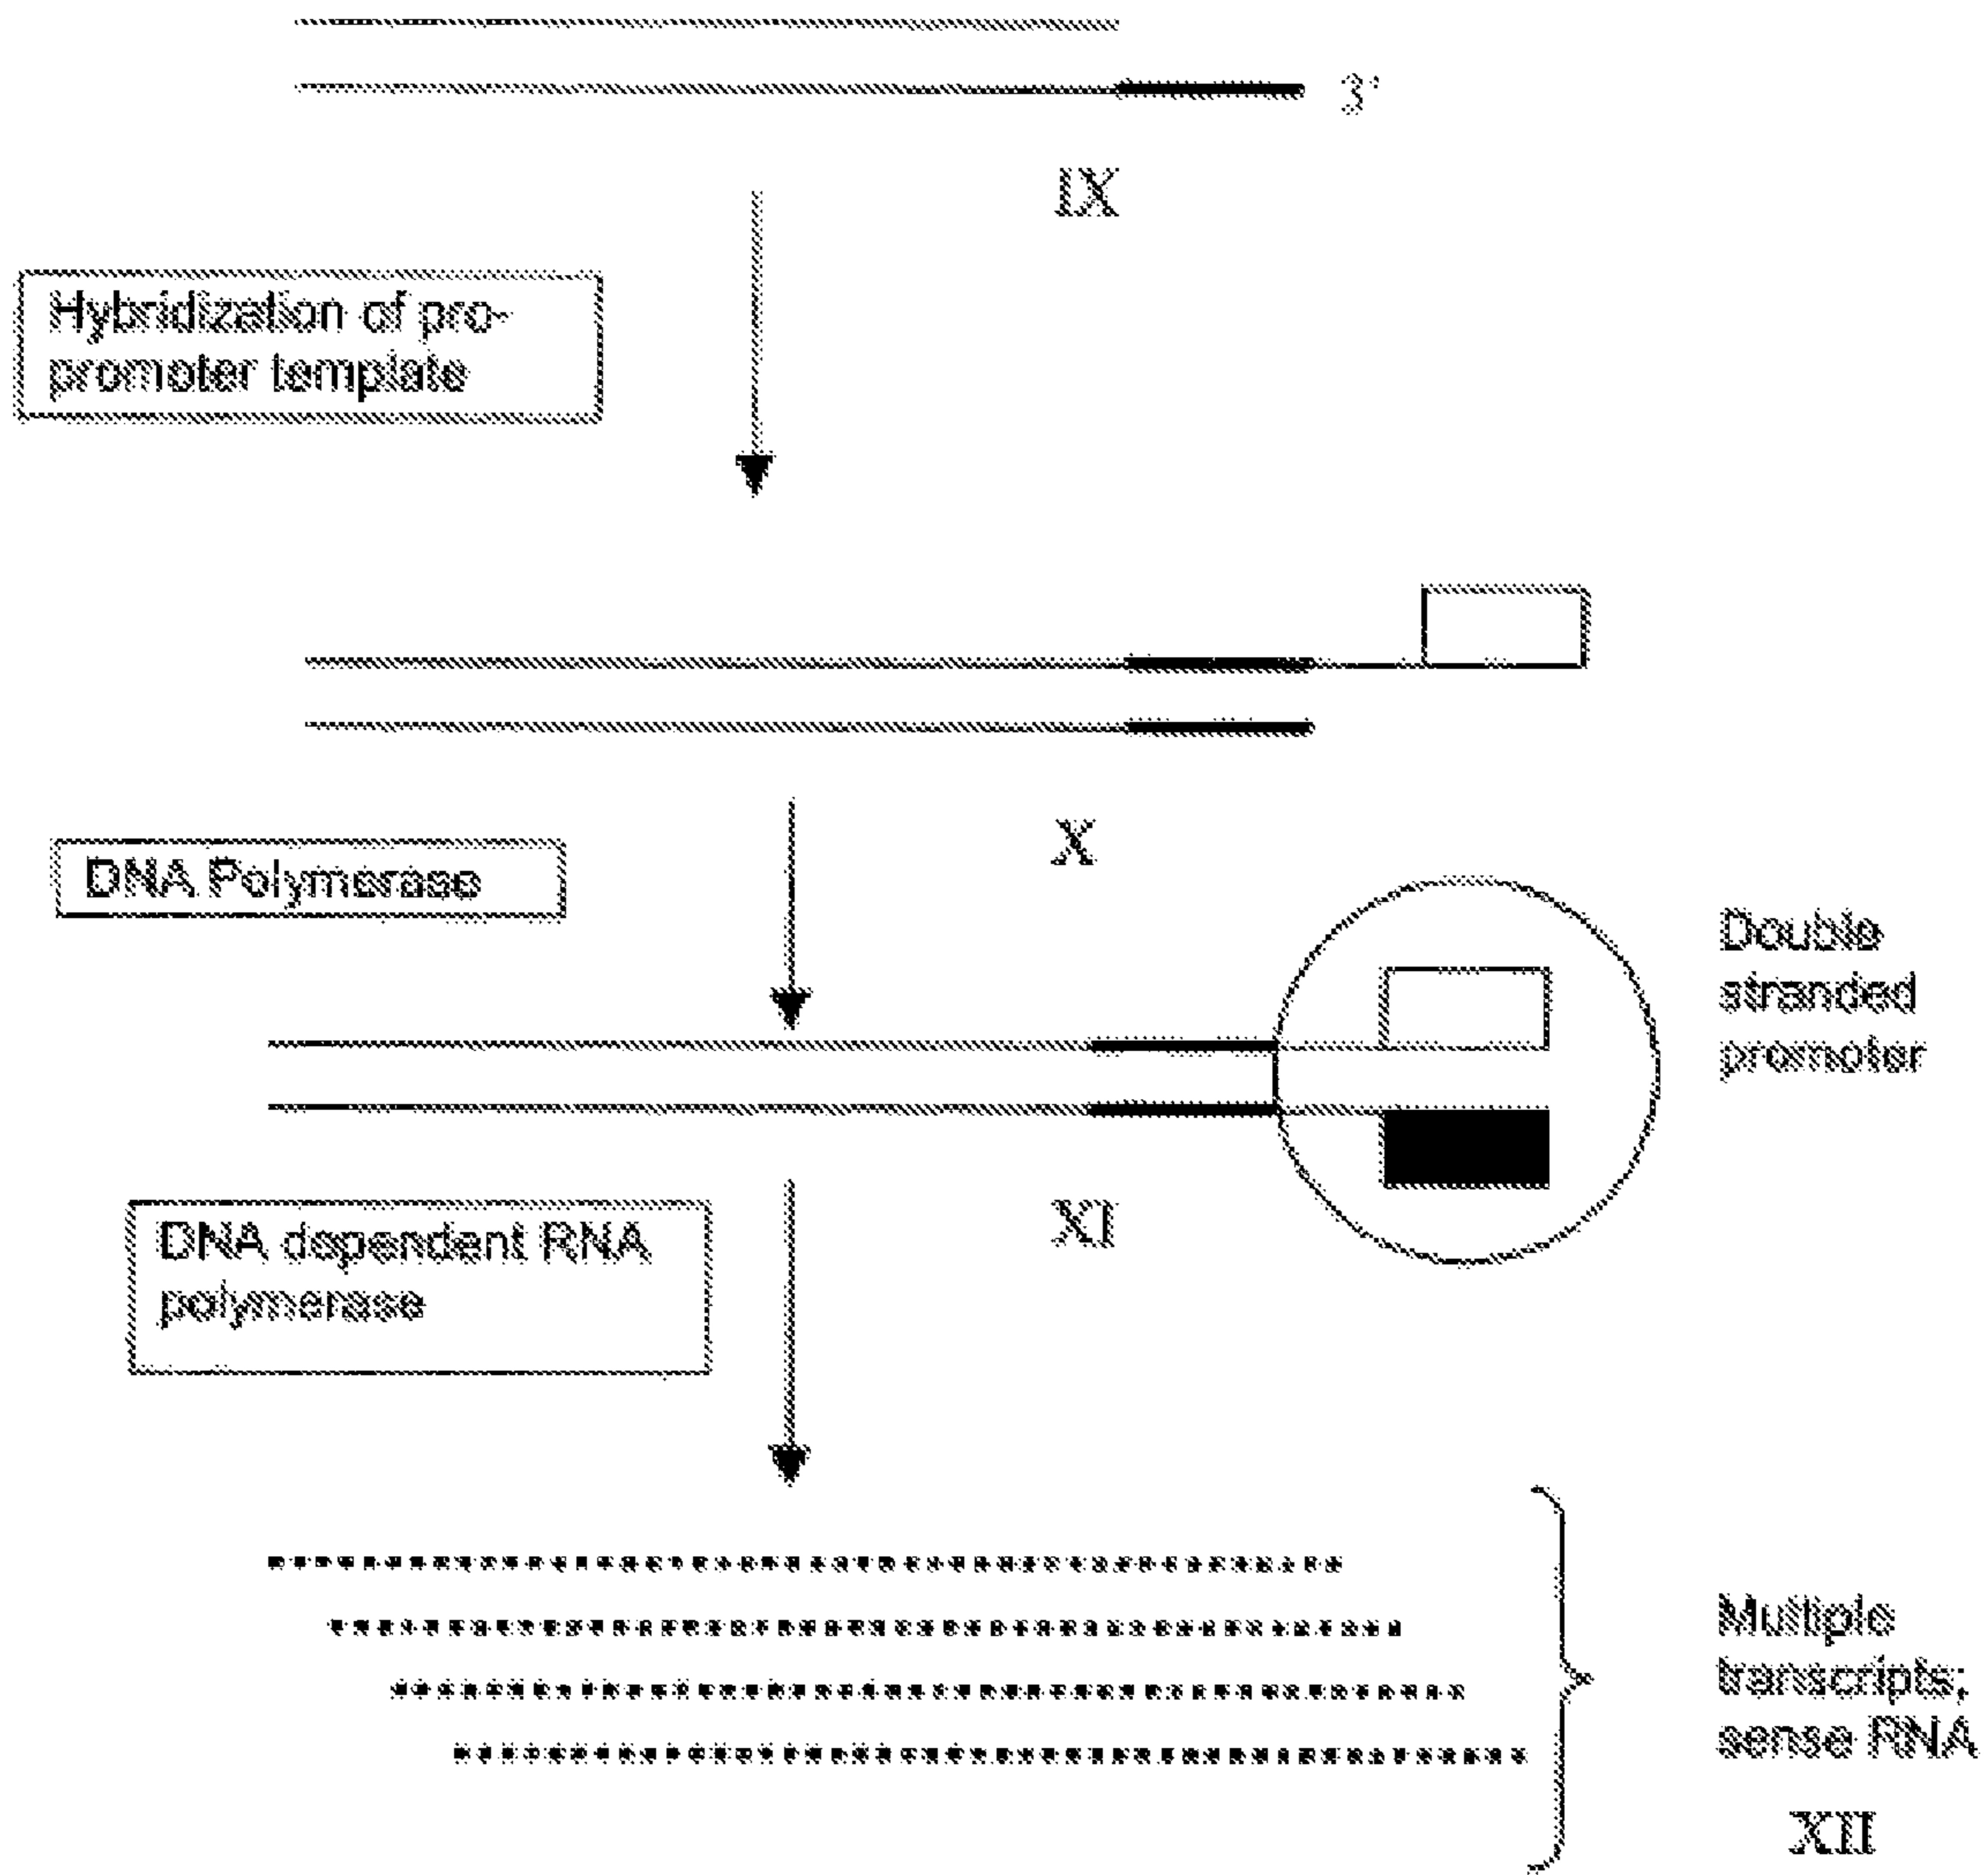 3'
IX
Hybridization of pro-
promoter template
X
DNA Polymerase
Double
stranded
promoter
XI
DNA dependent RNA
polymerase
Multiple
transcripts;
sense RNA
XII